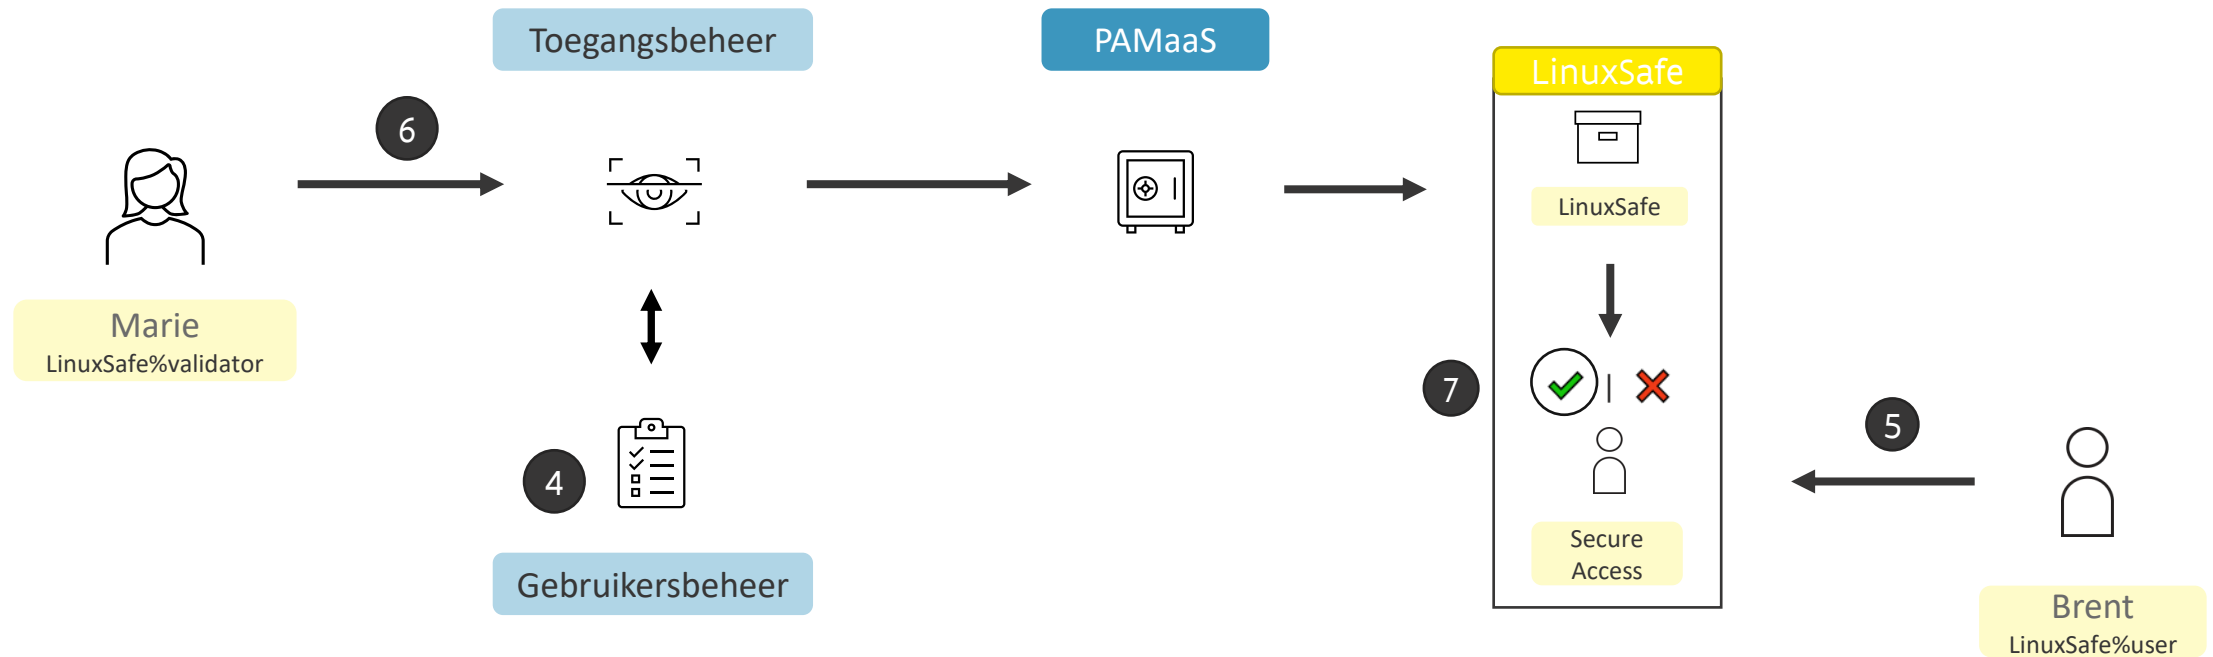 Toegangsbeheer
PAMaaS
LinuxSafe
6
LinuxSafe
Marie
LinuxSafe%validator
7
5
4
Secure
Access
Gebruikersbeheer
Brent
LinuxSafe%user